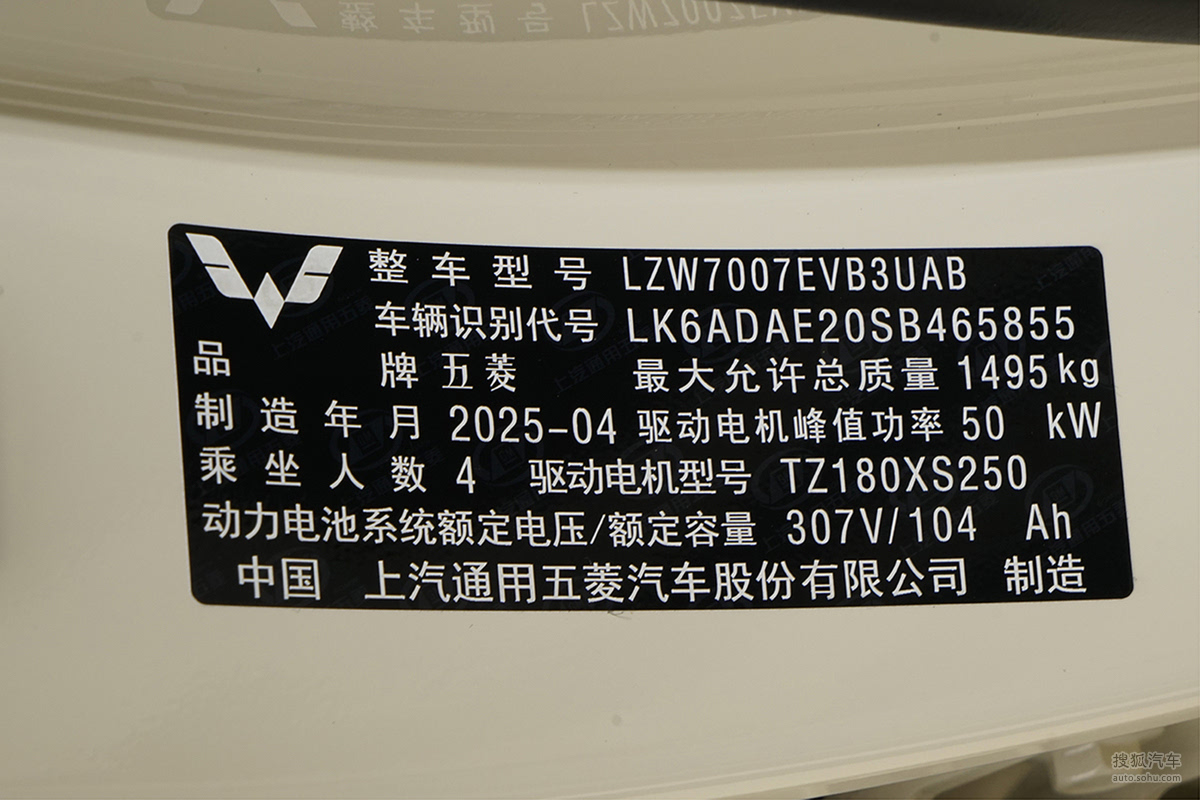 整车型号 LZW7007EVB3UAB
车辆识别代号 LK6ADAE20SB465855
品牌 五菱 最大允许总质量 1495kg
制造年月 2025-04 驱动电机峰值功率 50 kW
乘坐人数 4 驱动电机型号 TZ180XS250
动力电池系统额定电压/额定容量 307V/104 Ah
中国 上汽通用五菱汽车股份有限公司 制造
搜狐汽车
auto.sohu.com